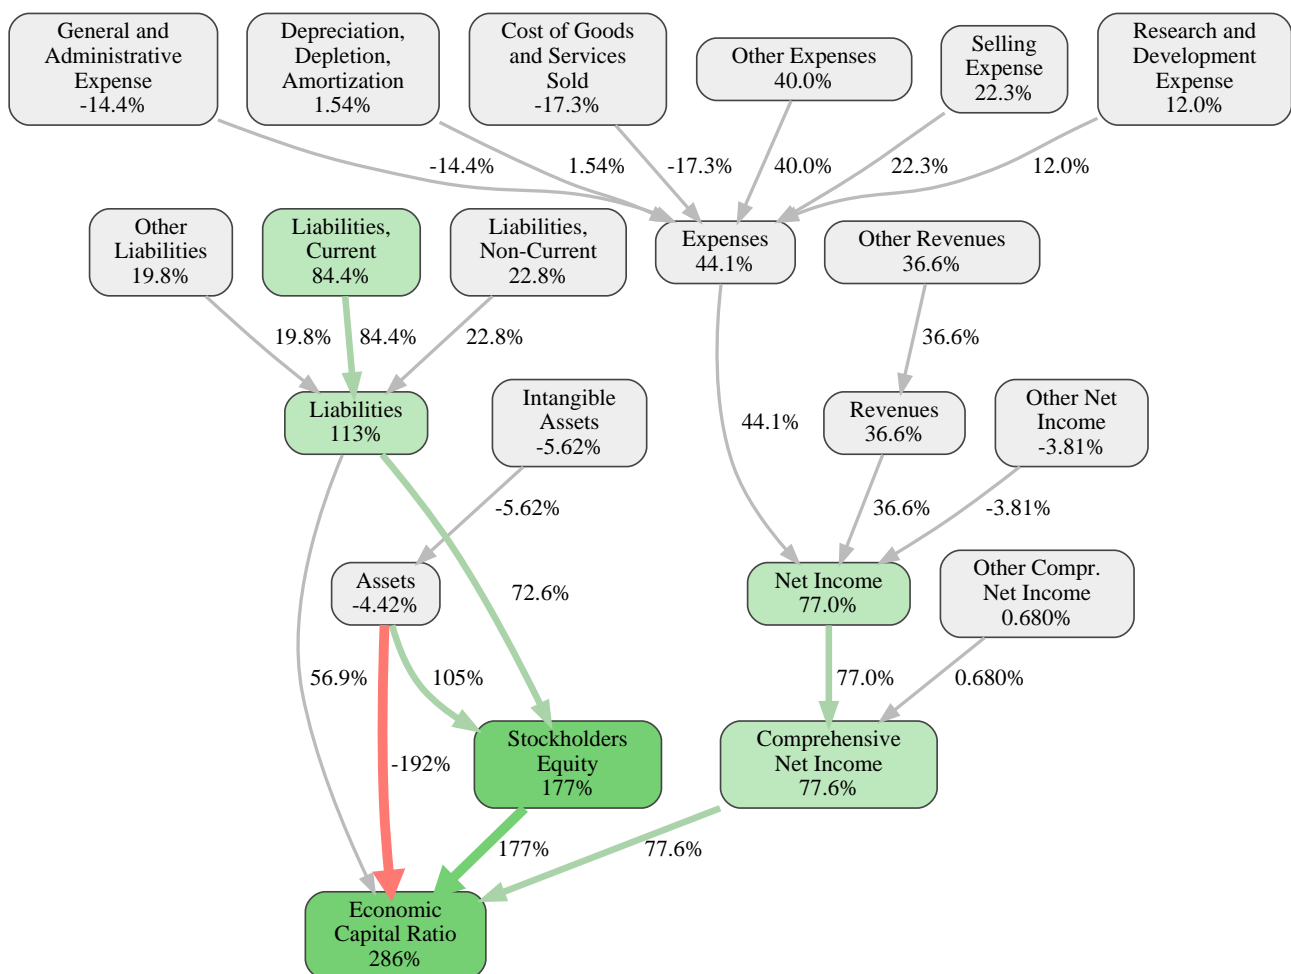 General and
Administrative
Expense
-14.4%
Depreciation,
Depletion,
Amortization
1.54%
Cost of Goods
and Services
Sold
-17.3%
Other Expenses
40.0%
Selling
Expense
22.3%
Research and
Development
Expense
12.0%
-14.4%
1.54%
-17.3%
40.0%
22.3%
12.0%
Other
Liabilities
19.8%
Liabilities,
Current
84.4%
Liabilities,
Non-Current
22.8%
Expenses
44.1%
Other Revenues
36.6%
19.8%
84.4%
22.8%
36.6%
Liabilities
113%
Intangible
Assets
-5.62%
44.1%
Revenues
36.6%
Other Net
Income
-3.81%
-5.62%
36.6%
-3.81%
Assets
-4.42%
72.6%
Net Income
77.0%
Other Compr.
Net Income
0.680%
56.9%
105%
77.0%
0.680%
-192%
Stockholders
Equity
177%
Comprehensive
Net Income
77.6%
177%
77.6%
Economic
Capital Ratio
286%